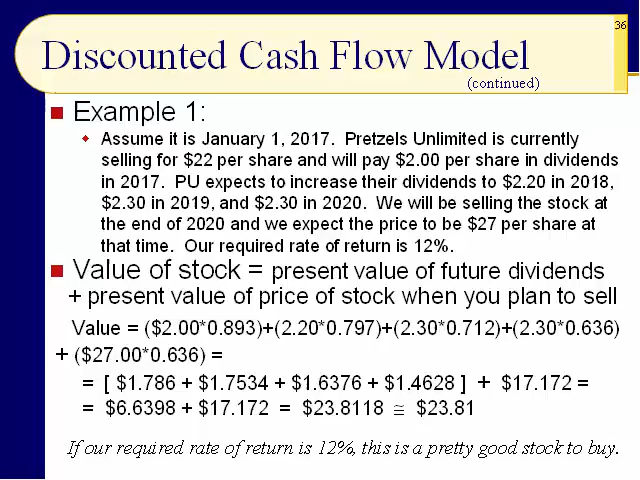 36
Discounted Cash Flow Model
(continued)
Example 1:
Assume it is January 1, 2017. Pretzels Unlimited is currently
selling for $22 per share and will pay $2.00 per share in dividends
in 2017. PU expects to increase their dividends to $2.20 in 2018,
$2.30 in 2019, and $2.30 in 2020. We will be selling the stock at
the end of 2020 and we expect the price to be $27 per share at
that time. Our required rate of return is 12%.
Value of stock = present value of future dividends
+ present value of price of stock when you plan to sell
Value = ($2.00*0.893)+(2.20*0.797)+(2.30*0.712)+(2.30*0.636)
+ ($27.00*0.636) =
= [ $1.786 + $1.7534 + $1.6376 + $1.4628 ] + $17.172 =
= $6.6398 + $17.172 = $23.8118 ≅ $23.81
If our required rate of return is 12%, this is a pretty good stock to buy.